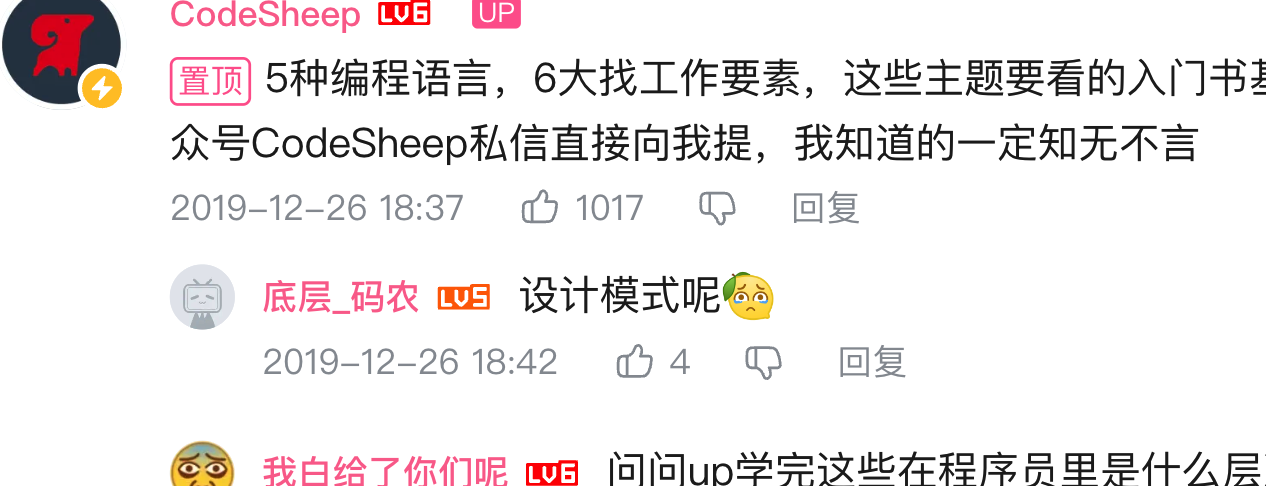 CodeSheep LV6 UP
置顶 5种编程语言，6大找工作要素，这些主题要看的入门书
众号CodeSheep私信直接向我提，我知道的一定知无不言
2019-12-26 18:37 1017 回复
底层_码农 LV5 设计模式呢
2019-12-26 18:42 4 回复
我白给了你们呢 LV6 问问up学完这些在程序员里是什么层